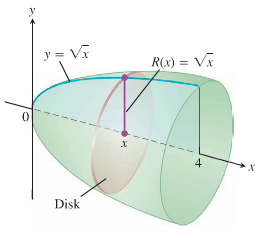 y
y = √x
R(x) = √x
0
x
4
x
Disk